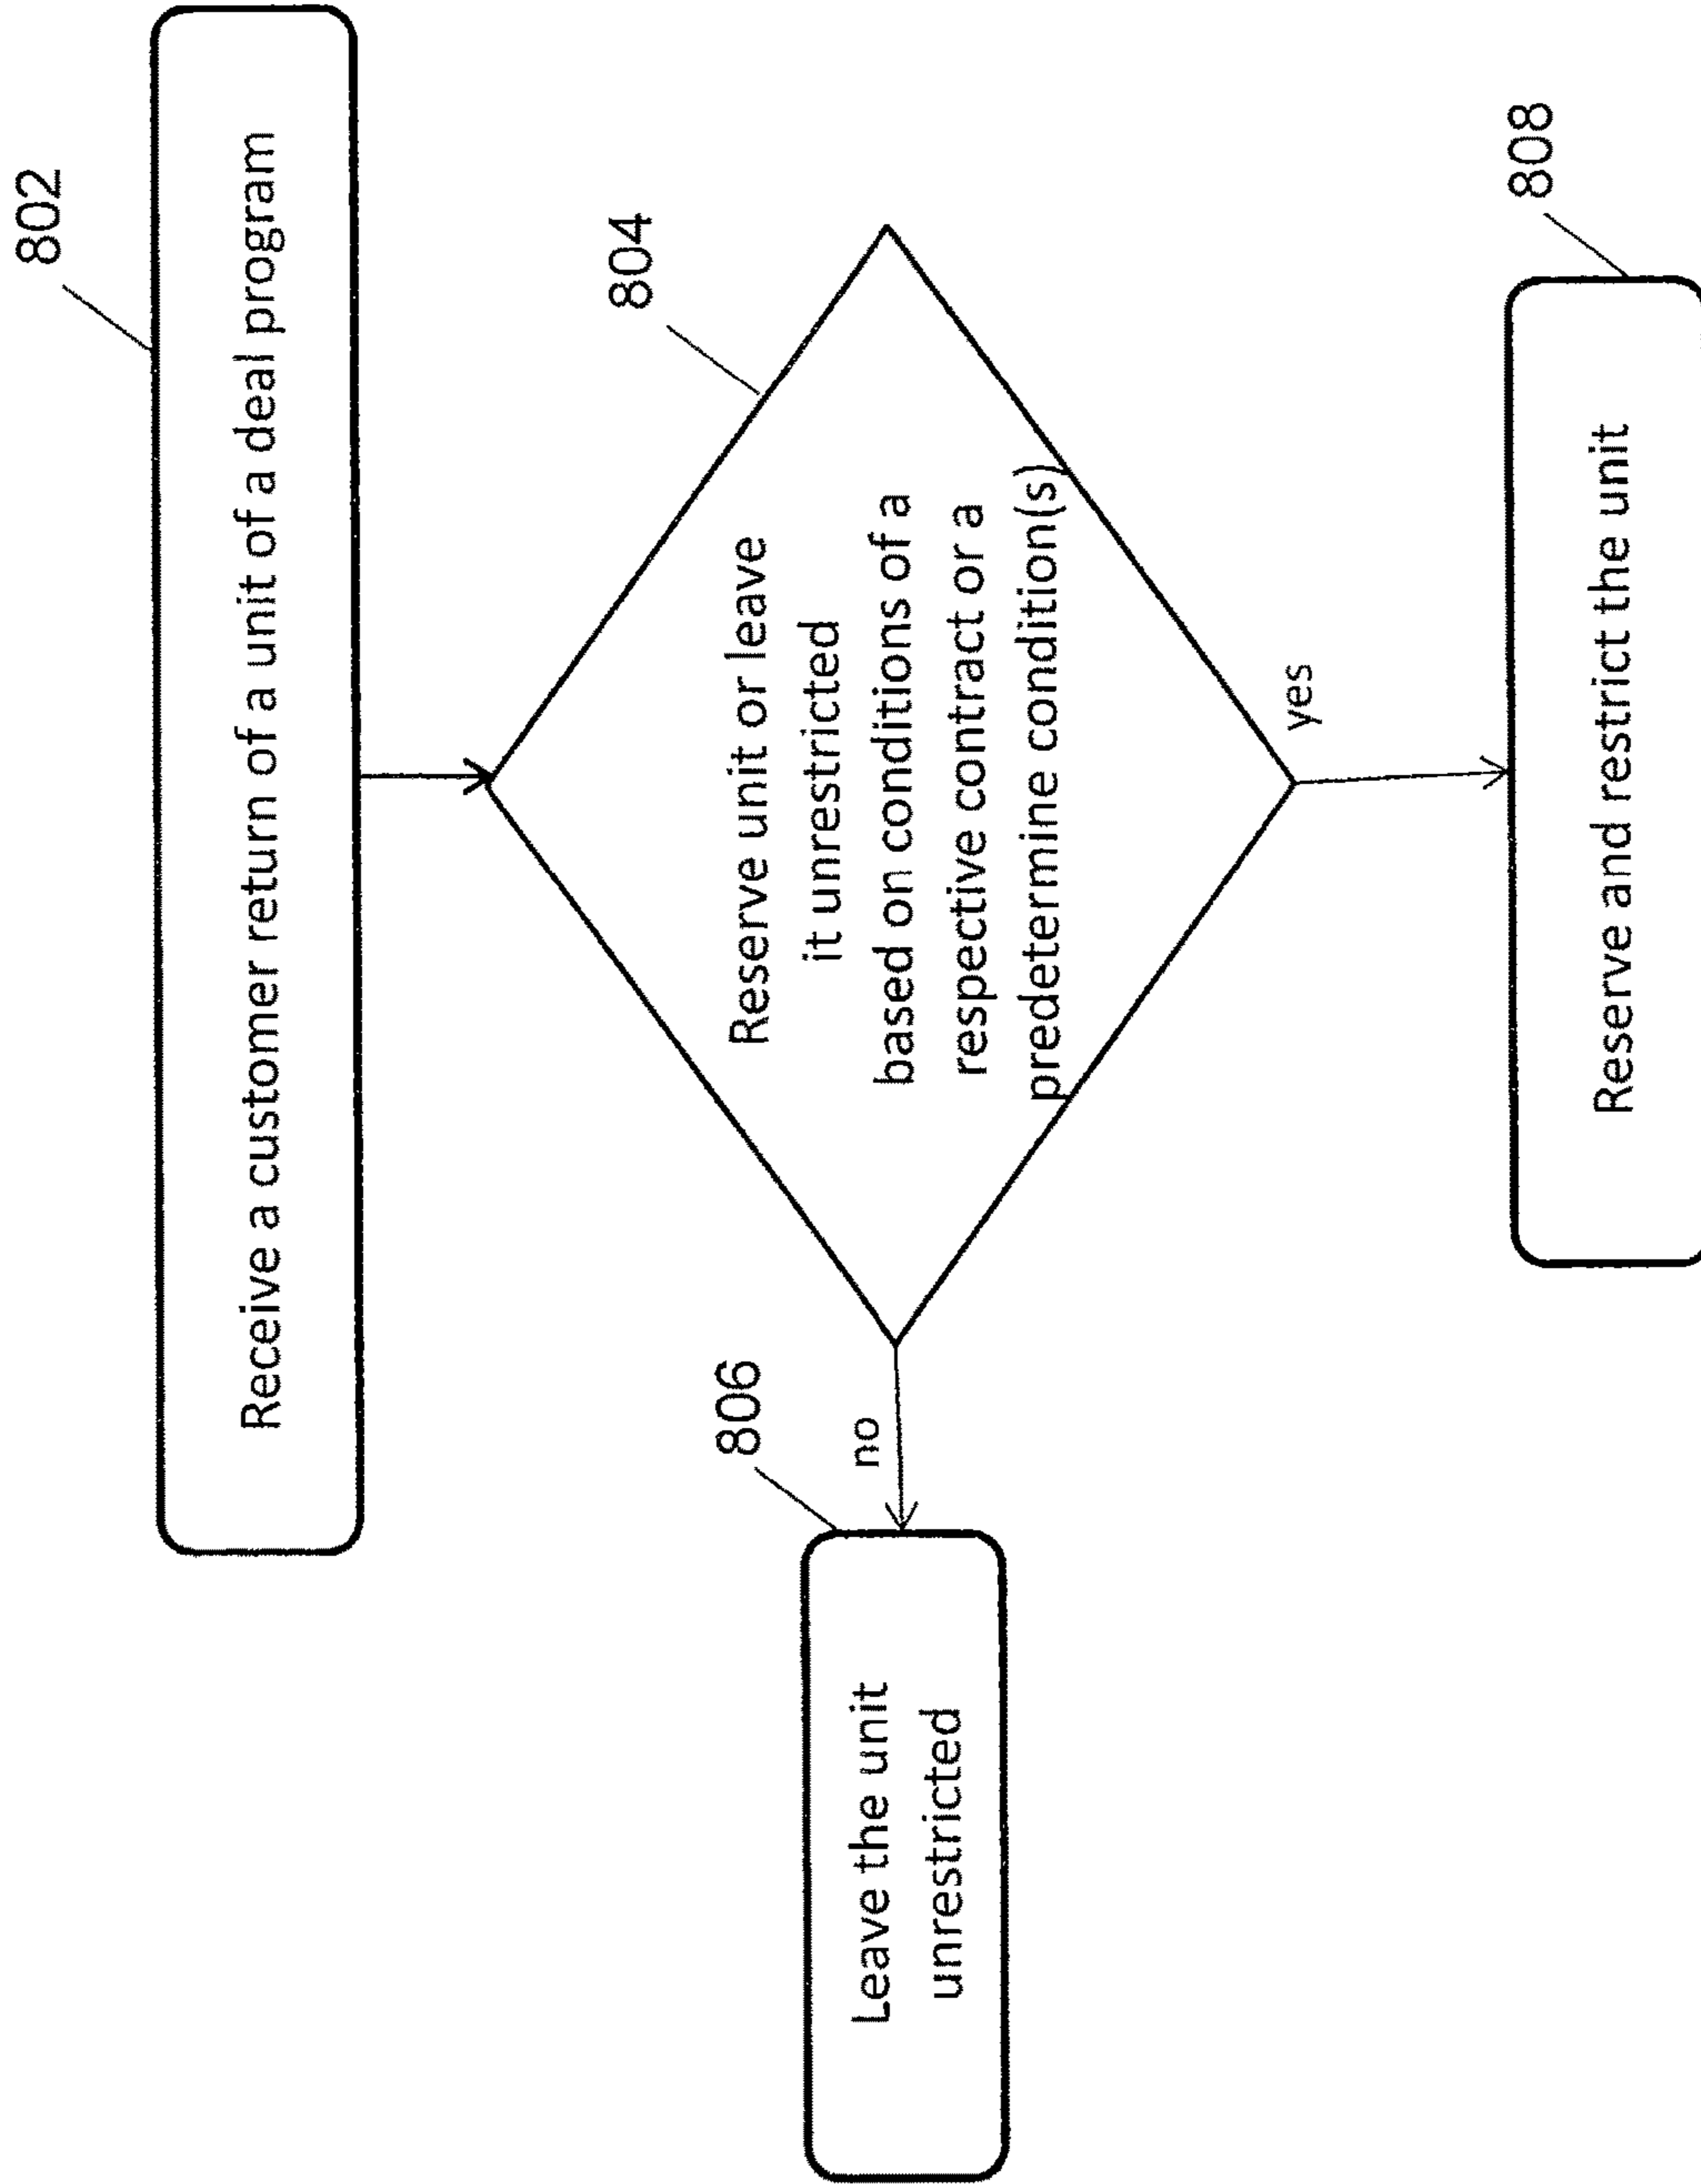 802
Receive a customer return of a unit of a deal program
804
Reserve unit or leave
it unrestricted
based on conditions of a
respective contract or a
predetermine condition(s)
806
no
Leave the unit
unrestricted
yes
808
Reserve and restrict the unit